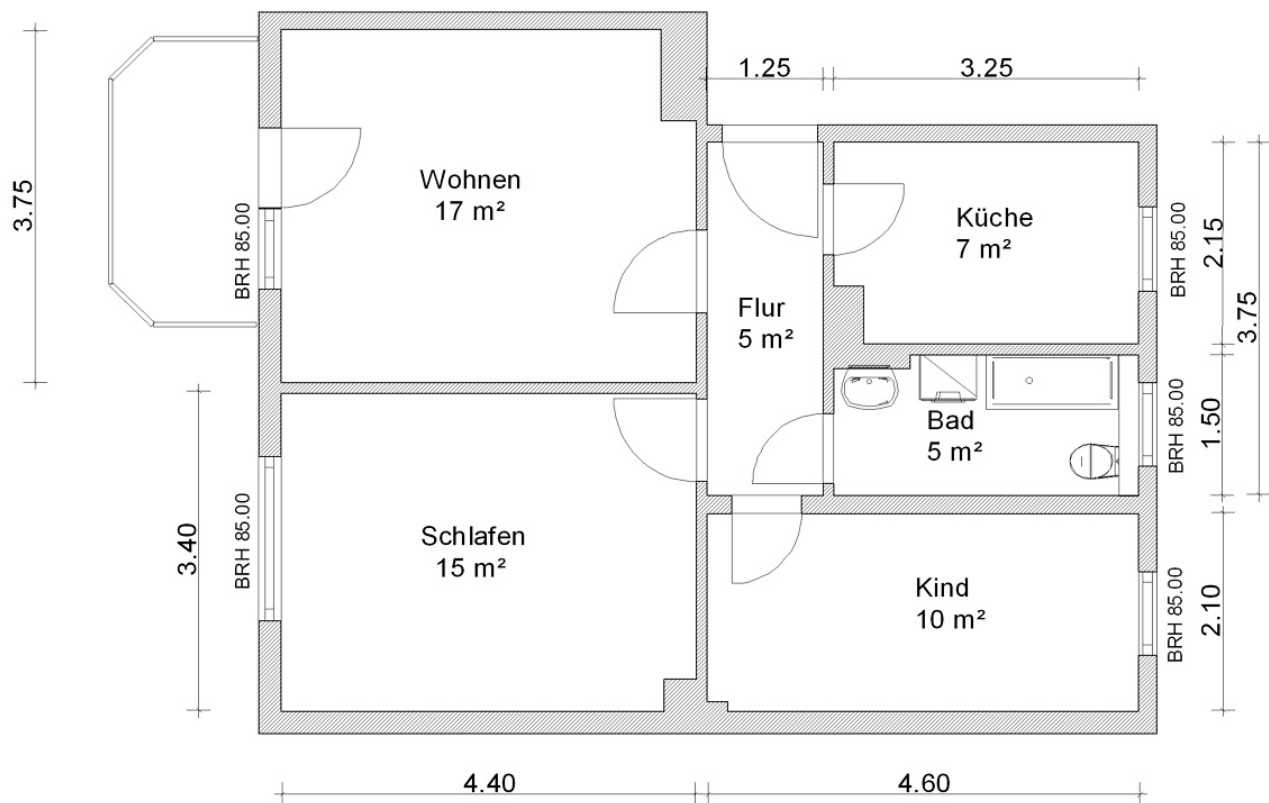 1.25
3.25
3.75
Wohnen
17 m²
BRH 85.00
Küche
7 m²
BRH 85.00
2.15
3.75
Flur
5 m²
Bad
5 m²
BRH 85.00
1.50
3.40
BRH 85.00
Schlafen
15 m²
Kind
10 m²
BRH 85.00
2.10
4.40
4.60